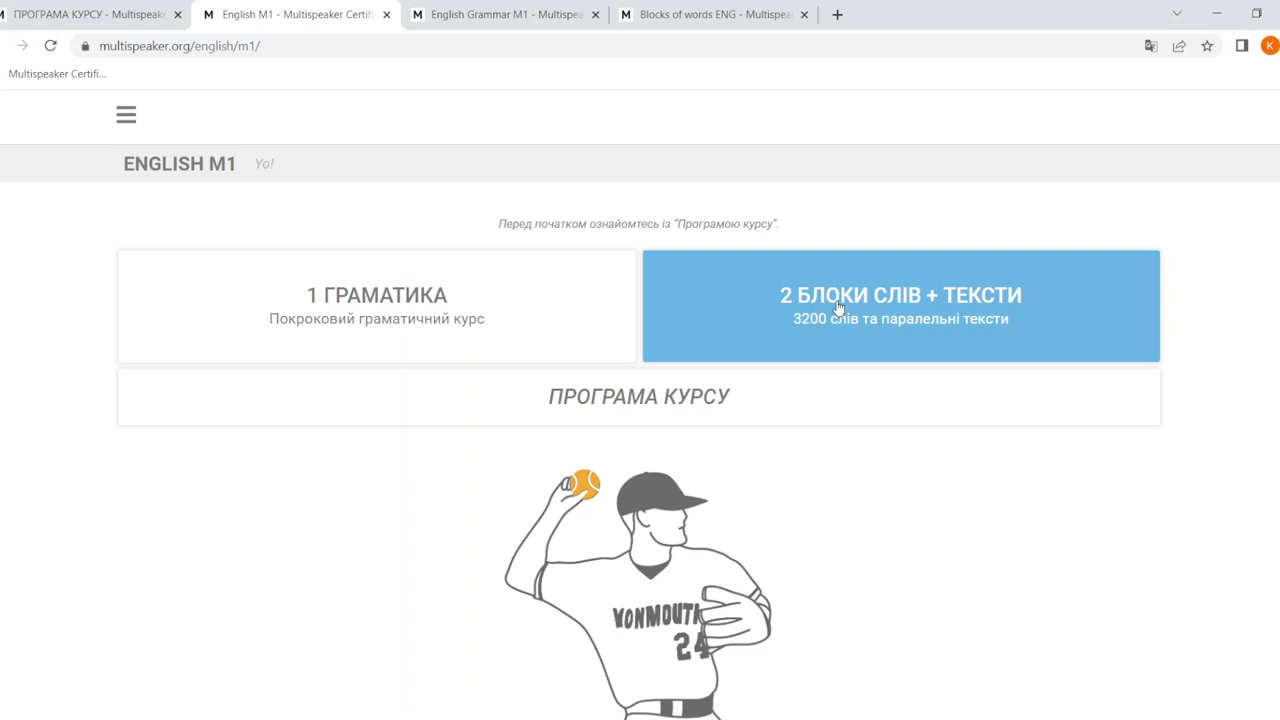 ПРОГРАМА КУРСУ - Multispeake
English M1 - Multispeaker Certifi
English Grammar M1 - Multispea
Blocks of words ENG - Multispea
multispeaker.org/english/m1/
K
Multispeaker Certifi...
ENGLISH M1 Yo!
Перед початком ознайомтесь із “Програмою курсу”.
1 ГРАМАТИКА
Покроковий граматичний курс
2 БЛОКИ СЛІВ + ТЕКСТИ
3200 слів та паралельні тексти
ПРОГРАМА КУРСУ
YONMOUTH
24